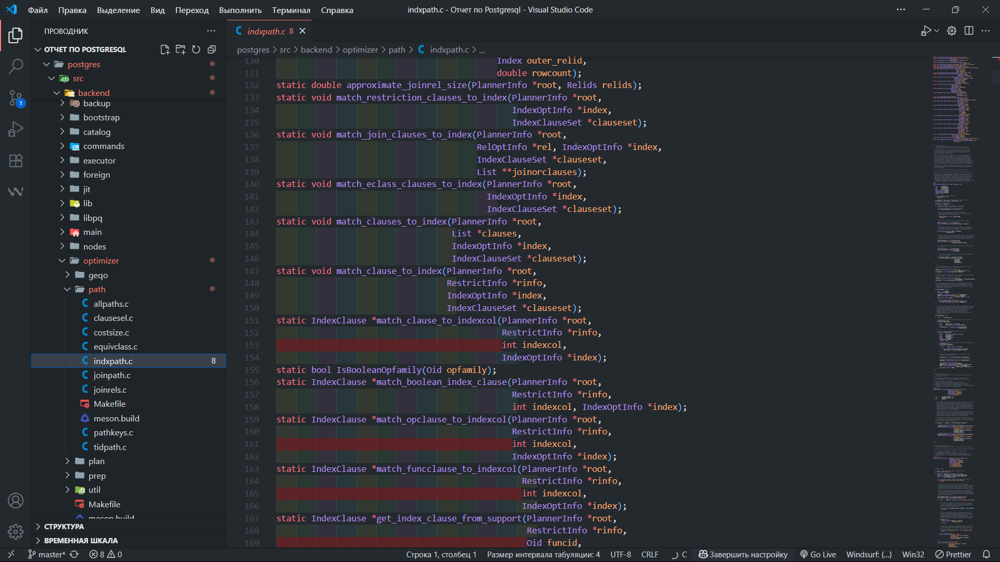 Файл Правка Выделение Вид Переход Выполнить Терминал Справка
indxpath.c - Отчет по Postgresql - Visual Studio Code
ПРОВОДНИК
ОТЧЕТ ПО POSTGRESQL
postgres
src
backend
backup
bootstrap
catalog
commands
executor
foreign
jit
lib
libpq
main
nodes
optimizer
geqo
path
allpaths.c
clausesel.c
costsize.c
equivclass.c
indxpath.c 8
joinpath.c
joinrels.c
Makefile
meson.build
pathkeys.c
tidpath.c
plan
prep
util
Makefile
meson.build
СТРУКТУРА
ВРЕМЕННАЯ ШКАЛА
1
indxpath.c 8
postgres > src > backend > optimizer > path > indxpath.c > ...
130 Index outer_relid,
131 double rowcount);
132 static double approximate_joinrel_size(PlannerInfo *root, Relids relids);
133 static void match_restriction_clauses_to_index(PlannerInfo *root,
134 IndexOptInfo *index,
135 IndexClauseSet *clauseset);
136 static void match_join_clauses_to_index(PlannerInfo *root,
137 RelOptInfo *rel, IndexOptInfo *index,
138 IndexClauseSet *clauseset,
139 List **joinorclauses);
140 static void match_eclass_clauses_to_index(PlannerInfo *root,
141 IndexOptInfo *index,
142 IndexClauseSet *clauseset);
143 static void match_clauses_to_index(PlannerInfo *root,
144 List *clauses,
145 IndexOptInfo *index,
146 IndexClauseSet *clauseset);
147 static void match_clause_to_index(PlannerInfo *root,
148 RestrictInfo *rinfo,
149 IndexOptInfo *index,
150 IndexClauseSet *clauseset);
151 static IndexClause *match_clause_to_indexcol(PlannerInfo *root,
152 RestrictInfo *rinfo,
153 int indexcol,
154 IndexOptInfo *index);
155 static bool IsBooleanOpfamily(Oid opfamily);
156 static IndexClause *match_boolean_index_clause(PlannerInfo *root,
157 RestrictInfo *rinfo,
158 int indexcol, IndexOptInfo *index);
159 static IndexClause *match_opclause_to_indexcol(PlannerInfo *root,
160 RestrictInfo *rinfo,
161 int indexcol,
162 IndexOptInfo *index);
163 static IndexClause *match_funcclause_to_indexcol(PlannerInfo *root,
164 RestrictInfo *rinfo,
165 int indexcol,
166 IndexOptInfo *index);
167 static IndexClause *get_index_clause_from_support(PlannerInfo *root,
168 RestrictInfo *rinfo,
169 Oid funcid,
master* 8 0
Строка 1, столбец 1 Размер интервала табуляции: 4 UTF-8 CRLF C Завершить настройку Go Live Windsurf: {...} Win32 Prettier